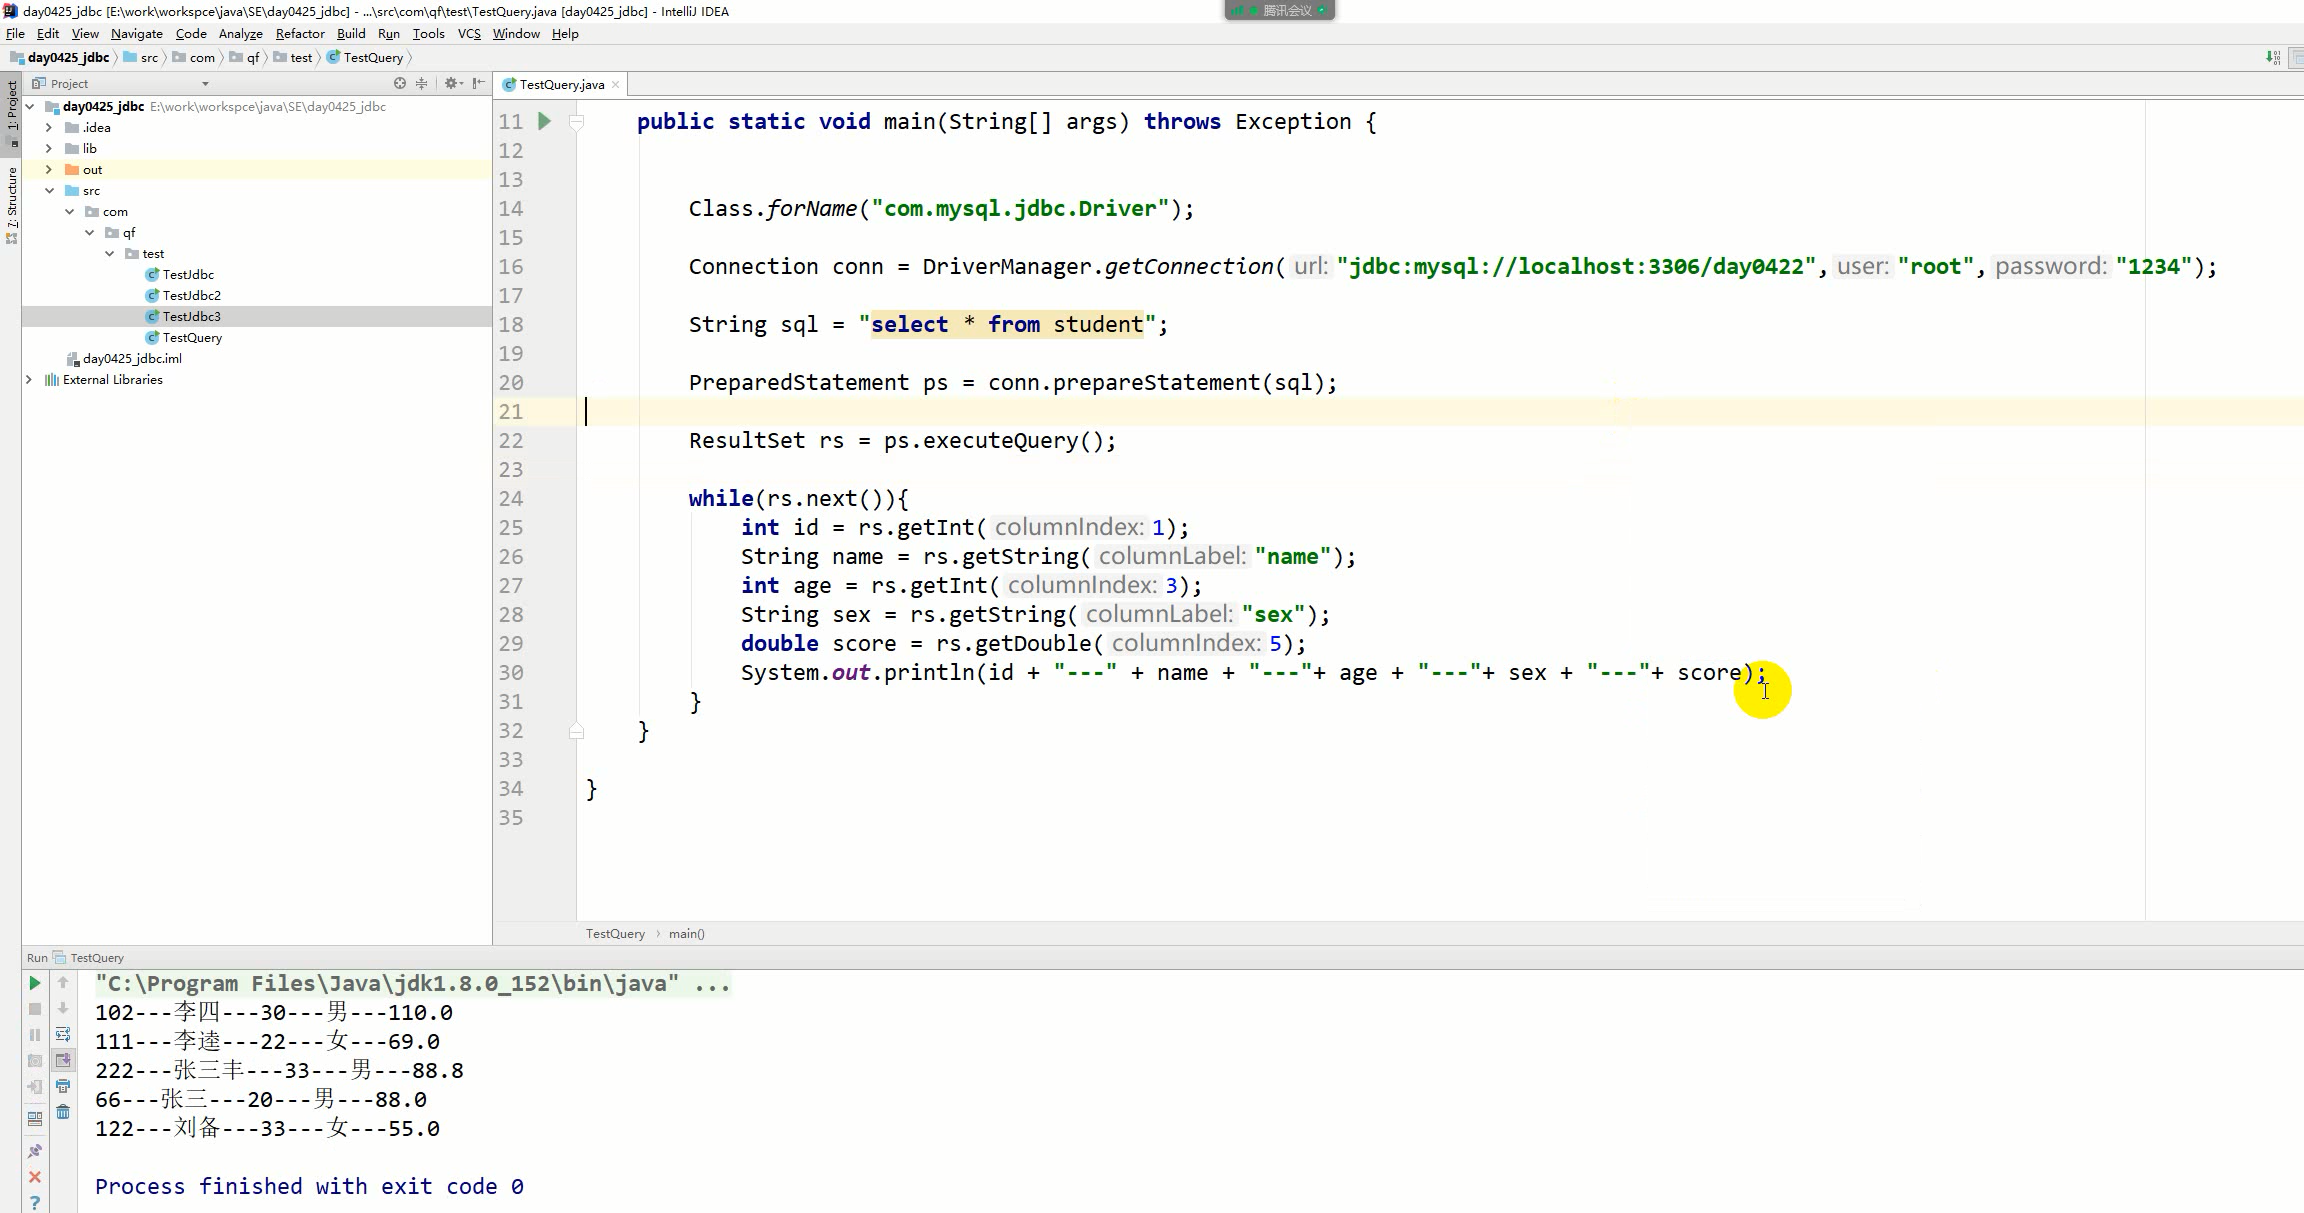 day0425_jdbc [E:\work\workspce\java\SE\day0425_jdbc] - ...\src\com\qf\test\TestQuery.java [day0425_jdbc] - IntelliJ IDEA
腾讯会议
File Edit View Navigate Code Analyze Refactor Build Run Tools VCS Window Help
day0425_jdbc src com qf test TestQuery
1: Project
7: Structure
Project
day0425_jdbc E:\work\workspce\java\SE\day0425_jdbc
.idea
lib
out
src
com
qf
test
TestJdbc
TestJdbc2
TestJdbc3
TestQuery
day0425_jdbc.iml
External Libraries
TestQuery.java
11 public static void main(String[] args) throws Exception {
12
13
14 Class.forName("com.mysql.jdbc.Driver");
15
16 Connection conn = DriverManager.getConnection( url: "jdbc:mysql://localhost:3306/day0422", user: "root", password: "1234");
17
18 String sql = "select * from student";
19
20 PreparedStatement ps = conn.prepareStatement(sql);
21
22 ResultSet rs = ps.executeQuery();
23
24 while(rs.next()){
25 int id = rs.getInt( columnIndex: 1);
26 String name = rs.getString( columnLabel: "name");
27 int age = rs.getInt( columnIndex: 3);
28 String sex = rs.getString( columnLabel: "sex");
29 double score = rs.getDouble( columnIndex: 5);
30 System.out.println(id + "---" + name + "---"+ age + "---"+ sex + "---"+ score);
31 }
32 }
33
34 }
35
TestQuery › main()
Run TestQuery
"C:\Program Files\Java\jdk1.8.0_152\bin\java" ...
102---李四---30---男---110.0
111---李逵---22---女---69.0
222---张三丰---33---男---88.8
66---张三---20---男---88.0
122---刘备---33---女---55.0
Process finished with exit code 0